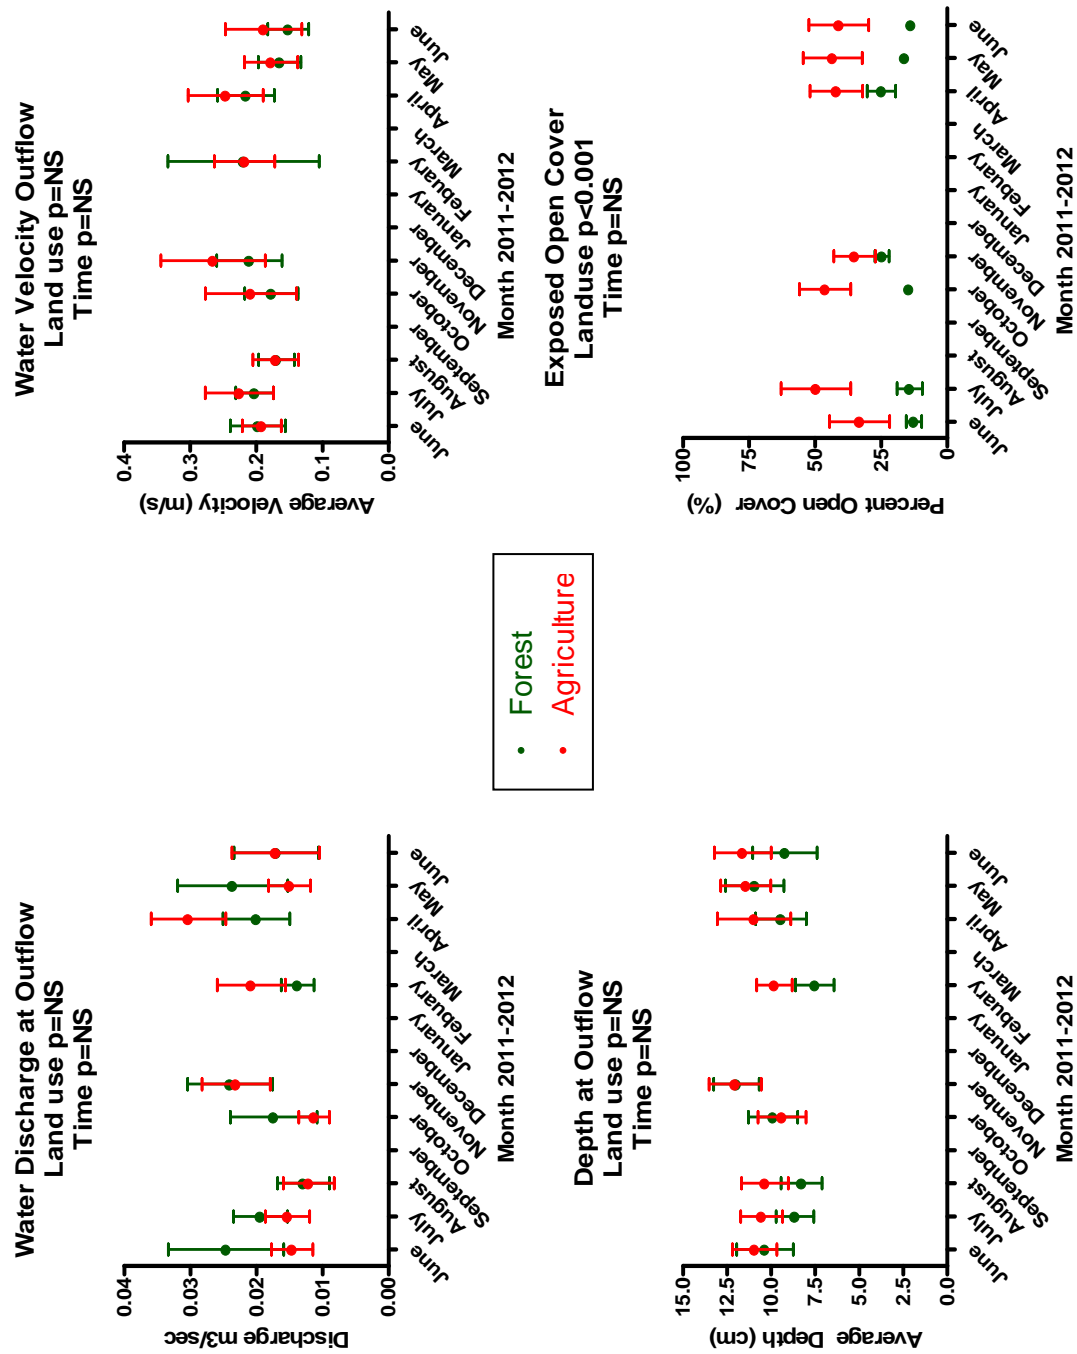 Water Discharge at Outflow
Land use p=NS
Time p=NS
Discharge m3/sec
0.04
0.03
0.02
0.01
0.00
June
July
August
September
October
November
December
January
Febuary
March
April
May
June
Month 2011-2012
Water Velocity Outflow
Land use p=NS
Time p=NS
Average Velocity (m/s)
0.4
0.3
0.2
0.1
0.0
June
July
August
September
October
November
December
January
Febuary
March
April
May
June
Month 2011-2012
Forest
Agriculture
Depth at Outflow
Land use p=NS
Time p=NS
Average Depth (cm)
15.0
12.5
10.0
7.5
5.0
2.5
0.0
June
July
August
September
October
November
December
January
Febuary
March
April
May
June
Month 2011-2012
Exposed Open Cover
Landuse p<0.001
Time p=NS
Percent Open Cover (%)
100
75
50
25
0
June
July
August
September
October
November
December
January
Febuary
March
April
May
June
Month 2011-2012